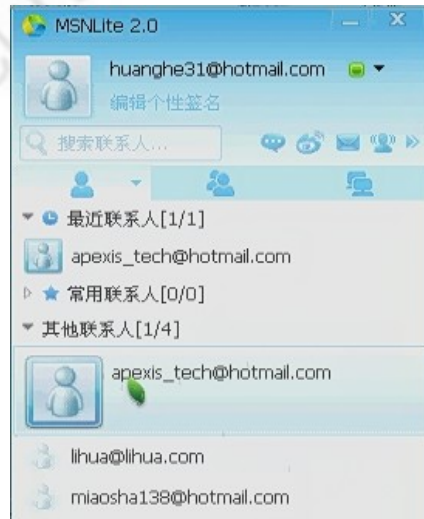 MSNLite 2.0
huanghe31@hotmail.com
编辑个性签名
搜索联系人...
最近联系人[1/1]
apexis_tech@hotmail.com
常用联系人[0/0]
其他联系人[1/4]
apexis_tech@hotmail.com
lihua@lihua.com
miaosha138@hotmail.com